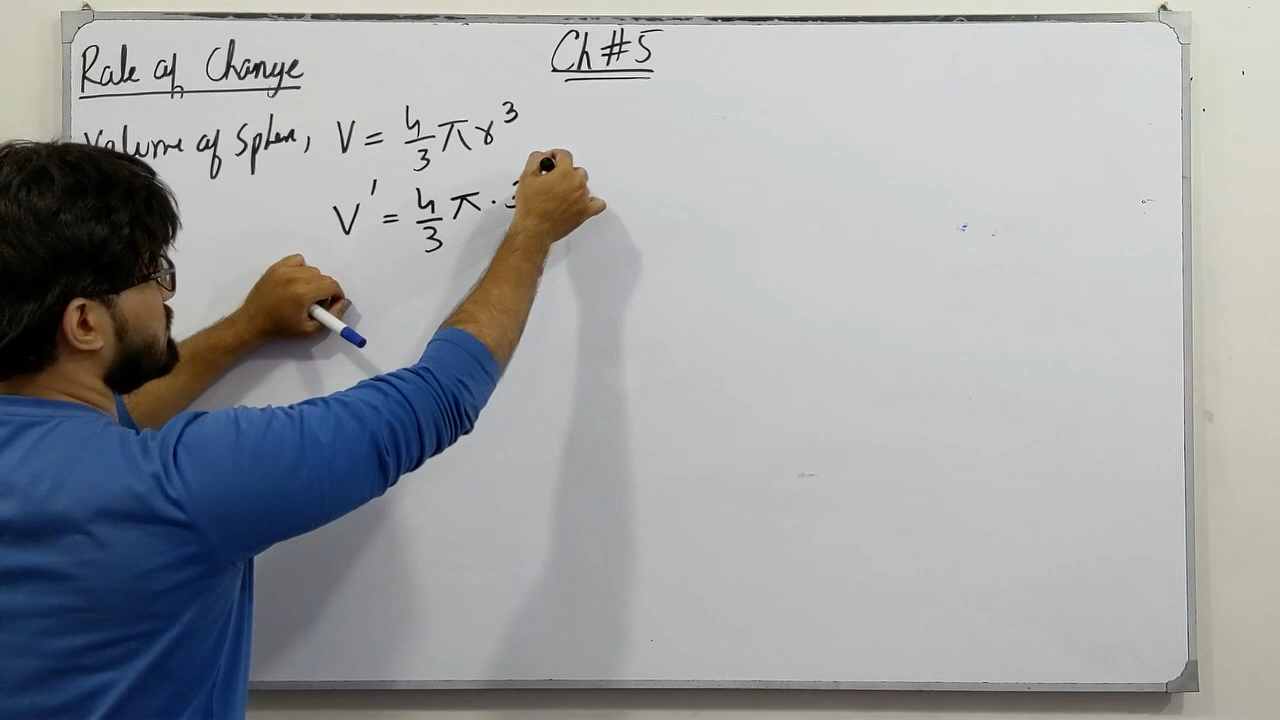 Ch #5
Rate of Change
Volume of Sphere, V = 4/3 π r³
V' = 4/3 π · 3